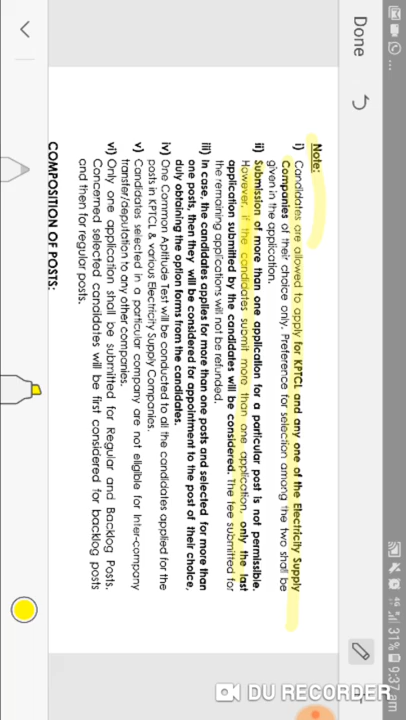 Done
31% 9:37 am
Note:
i) Candidates are allowed to apply for KPTCL and any one of the Electricity Supply
Companies of their choice only. Preference for selection among the two shall be
given in the application.
ii) Submission of more than one application for a particular post is not permissible.
However, if the candidates submit more than one application, only the last
application submitted by the candidates will be considered. The fee submitted for
the remaining applications will not be refunded.
iii) In case, the candidates applies for more than one posts and selected for more than
one posts, then they will be considered for appointment to the post of their choice,
duly obtaining the option forms from the candidates.
iv) One Common Aptitude Test will be conducted to all the candidates applied for the
posts in KPTCL & various Electricity Supply Companies.
v) Candidates selected in a particular company are not eligible for Inter-company
transfer/deputation to any other companies.
vi) Only one application shall be submitted for Regular and Backlog Posts.
Concerned selected candidates will be first considered for backlog posts
and then for regular posts.
COMPOSITION OF POSTS:
DU RECORDER